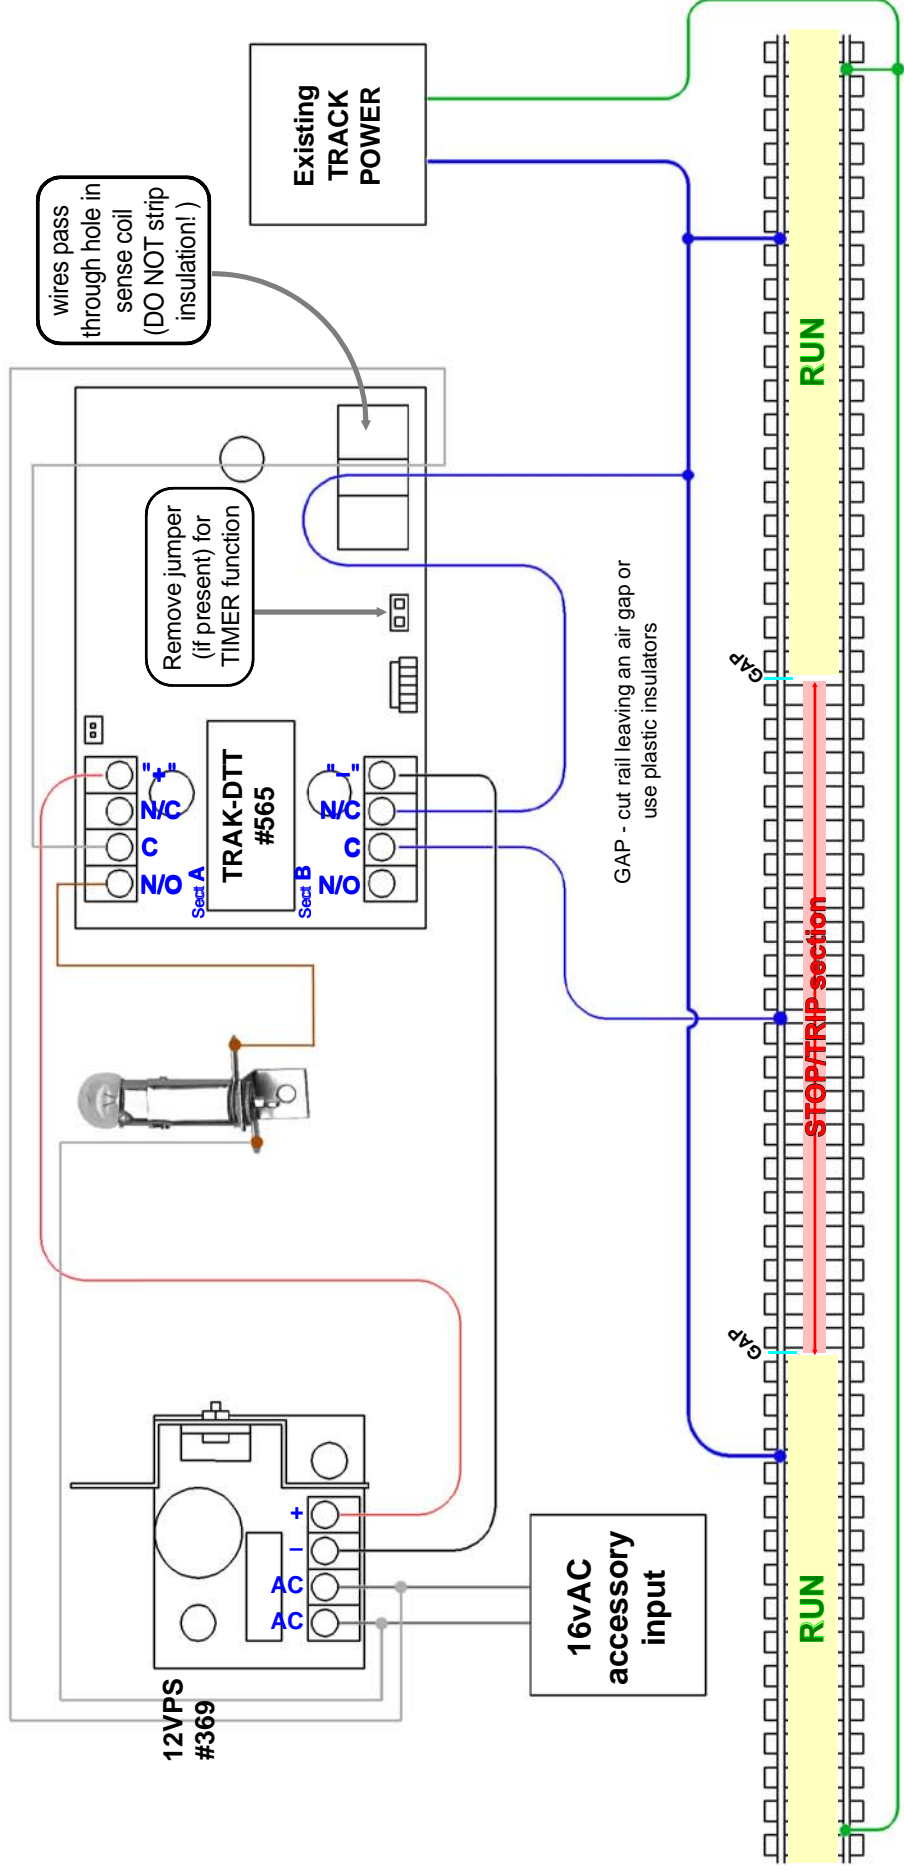 wires pass
through hole in
sense coil
(DO NOT strip
insulation! )
Existing
TRACK
POWER
Remove jumper
(if present) for
TIMER function
"+"
N/C
C
N/O
Sect A
TRAK-DTT
#565
Sect B
"–"
N/C
C
N/O
GAP - cut rail leaving an air gap or
use plastic insulators
GAP
GAP
RUN
STOP/TRIP section
RUN
+
–
AC
AC
12VPS
#369
16vAC
accessory
input